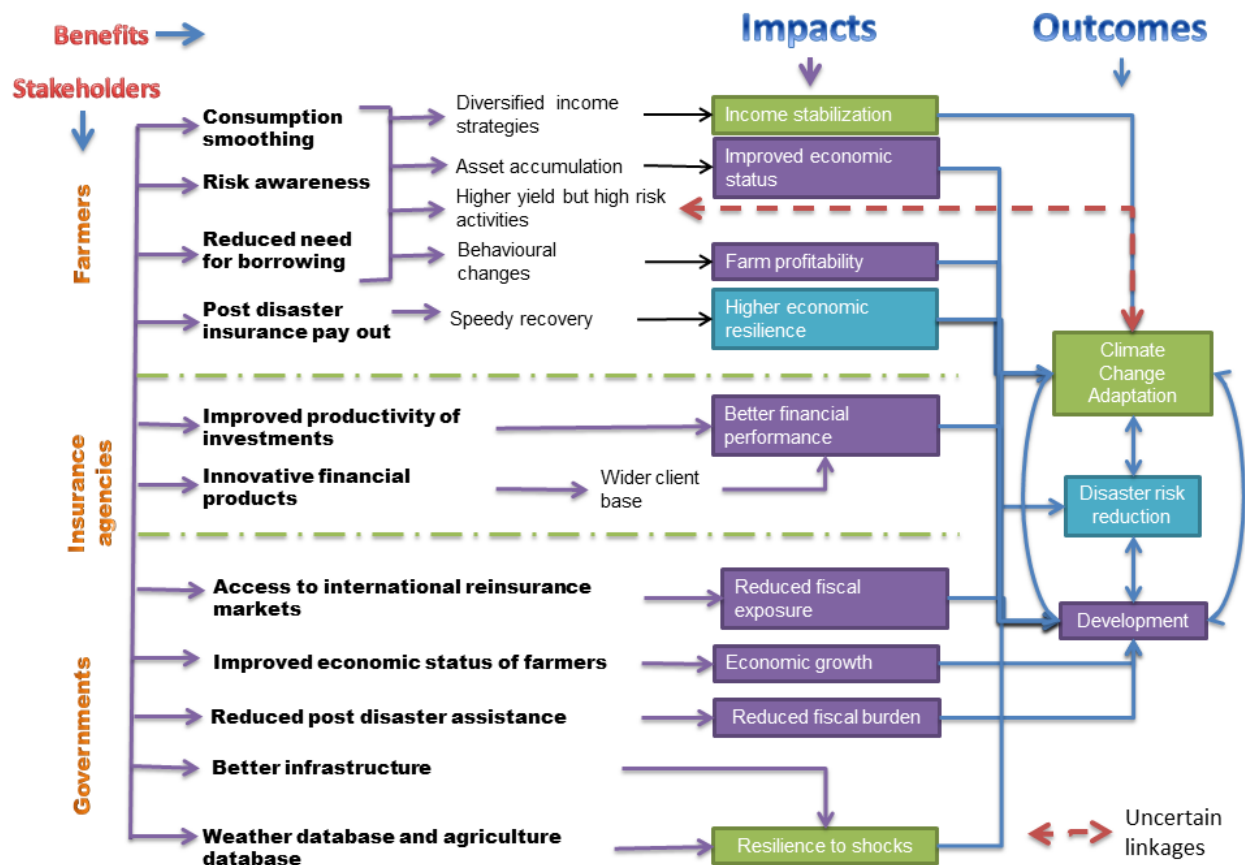 Benefits
Impacts
Outcomes
Stakeholders
Farmers
Consumption
smoothing
Risk awareness
Reduced need
for borrowing
Post disaster
insurance pay out
Diversified income
strategies
Asset accumulation
Higher yield but high risk
activities
Behavioural
changes
Speedy recovery
Income stabilization
Improved economic
status
Farm profitability
Higher economic
resilience
Insurance
agencies
Improved productivity of
investments
Innovative financial
products
Wider client
base
Better financial
performance
Governments
Access to international reinsurance
markets
Improved economic status of farmers
Reduced post disaster assistance
Better infrastructure
Weather database and agriculture
database
Reduced fiscal
exposure
Economic growth
Reduced fiscal burden
Resilience to shocks
Climate
Change
Adaptation
Disaster risk
reduction
Development
Uncertain
linkages